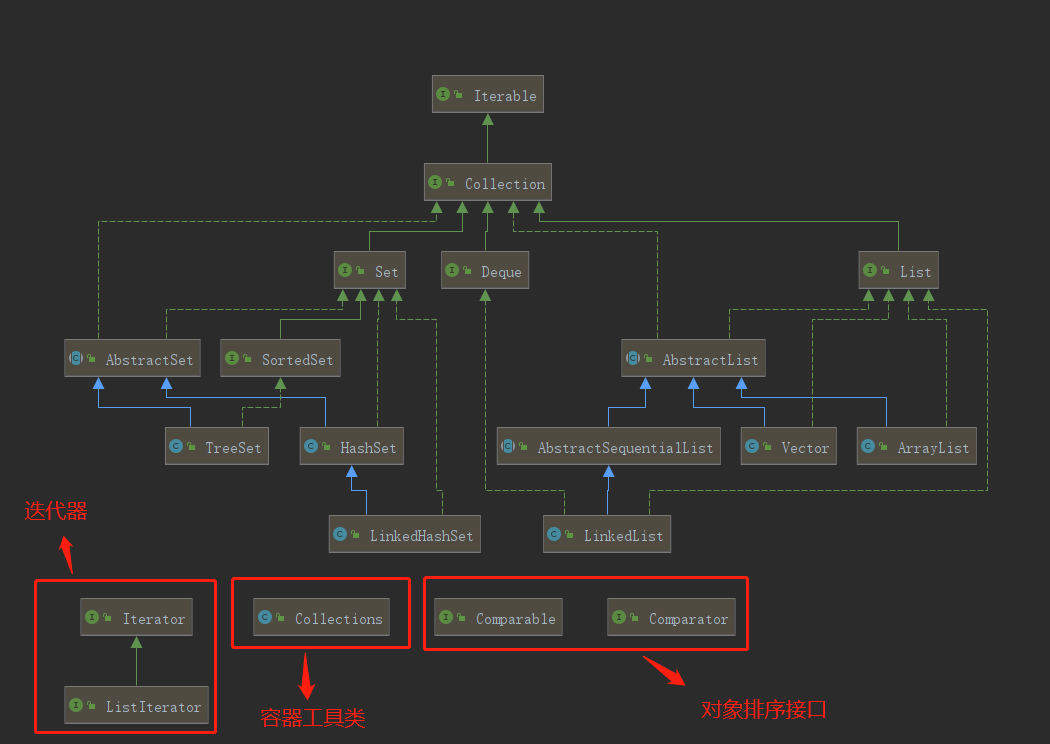 Iterable
Collection
Set
Deque
List
AbstractSet
SortedSet
AbstractList
TreeSet
HashSet
AbstractSequentialList
Vector
ArrayList
LinkedHashSet
LinkedList
迭代器
Iterator
ListIterator
Collections
容器工具类
Comparable
Comparator
对象排序接口